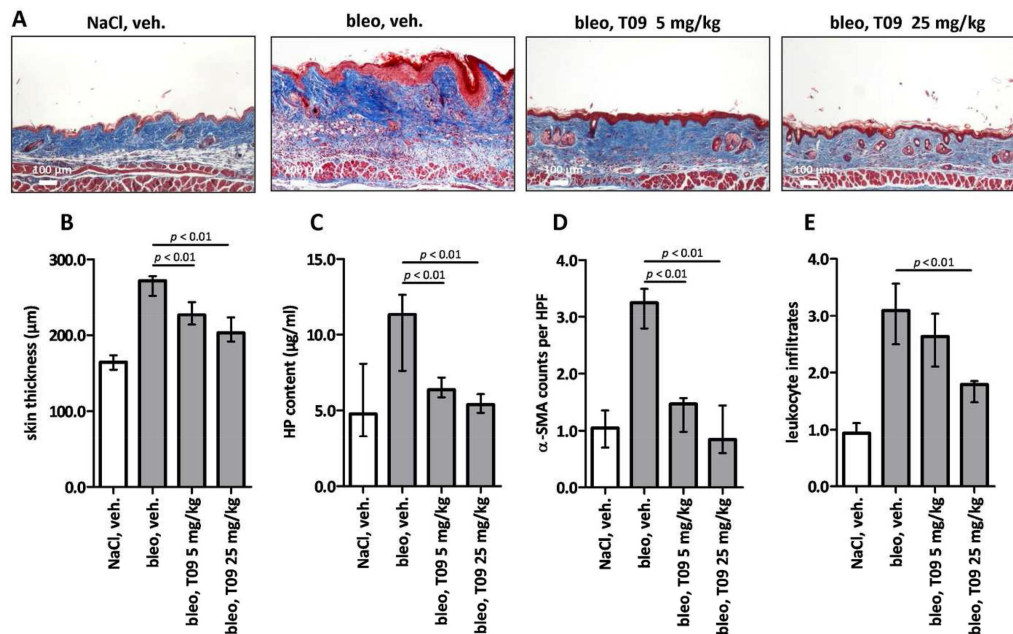 A
NaCl, veh.
bleo, veh.
bleo, T09 5 mg/kg
bleo, T09 25 mg/kg
100 µm
100 µm
100 µm
100 µm
B
p < 0.01
p < 0.01
300.0
200.0
100.0
0.0
skin thickness (µm)
NaCl, veh.
bleo, veh.
bleo, T09 5 mg/kg
bleo, T09 25 mg/kg
C
p < 0.01
p < 0.01
15.0
10.0
5.0
0.0
HP content (µg/ml)
NaCl, veh.
bleo, veh.
bleo, T09 5 mg/kg
bleo, T09 25 mg/kg
D
p < 0.01
p < 0.01
4.0
3.0
2.0
1.0
0.0
α-SMA counts per HPF
NaCl, veh.
bleo, veh.
bleo, T09 5 mg/kg
bleo, T09 25 mg/kg
E
p < 0.01
4.0
3.0
2.0
1.0
0.0
leukocyte infiltrates
NaCl, veh.
bleo, veh.
bleo, T09 5 mg/kg
bleo, T09 25 mg/kg